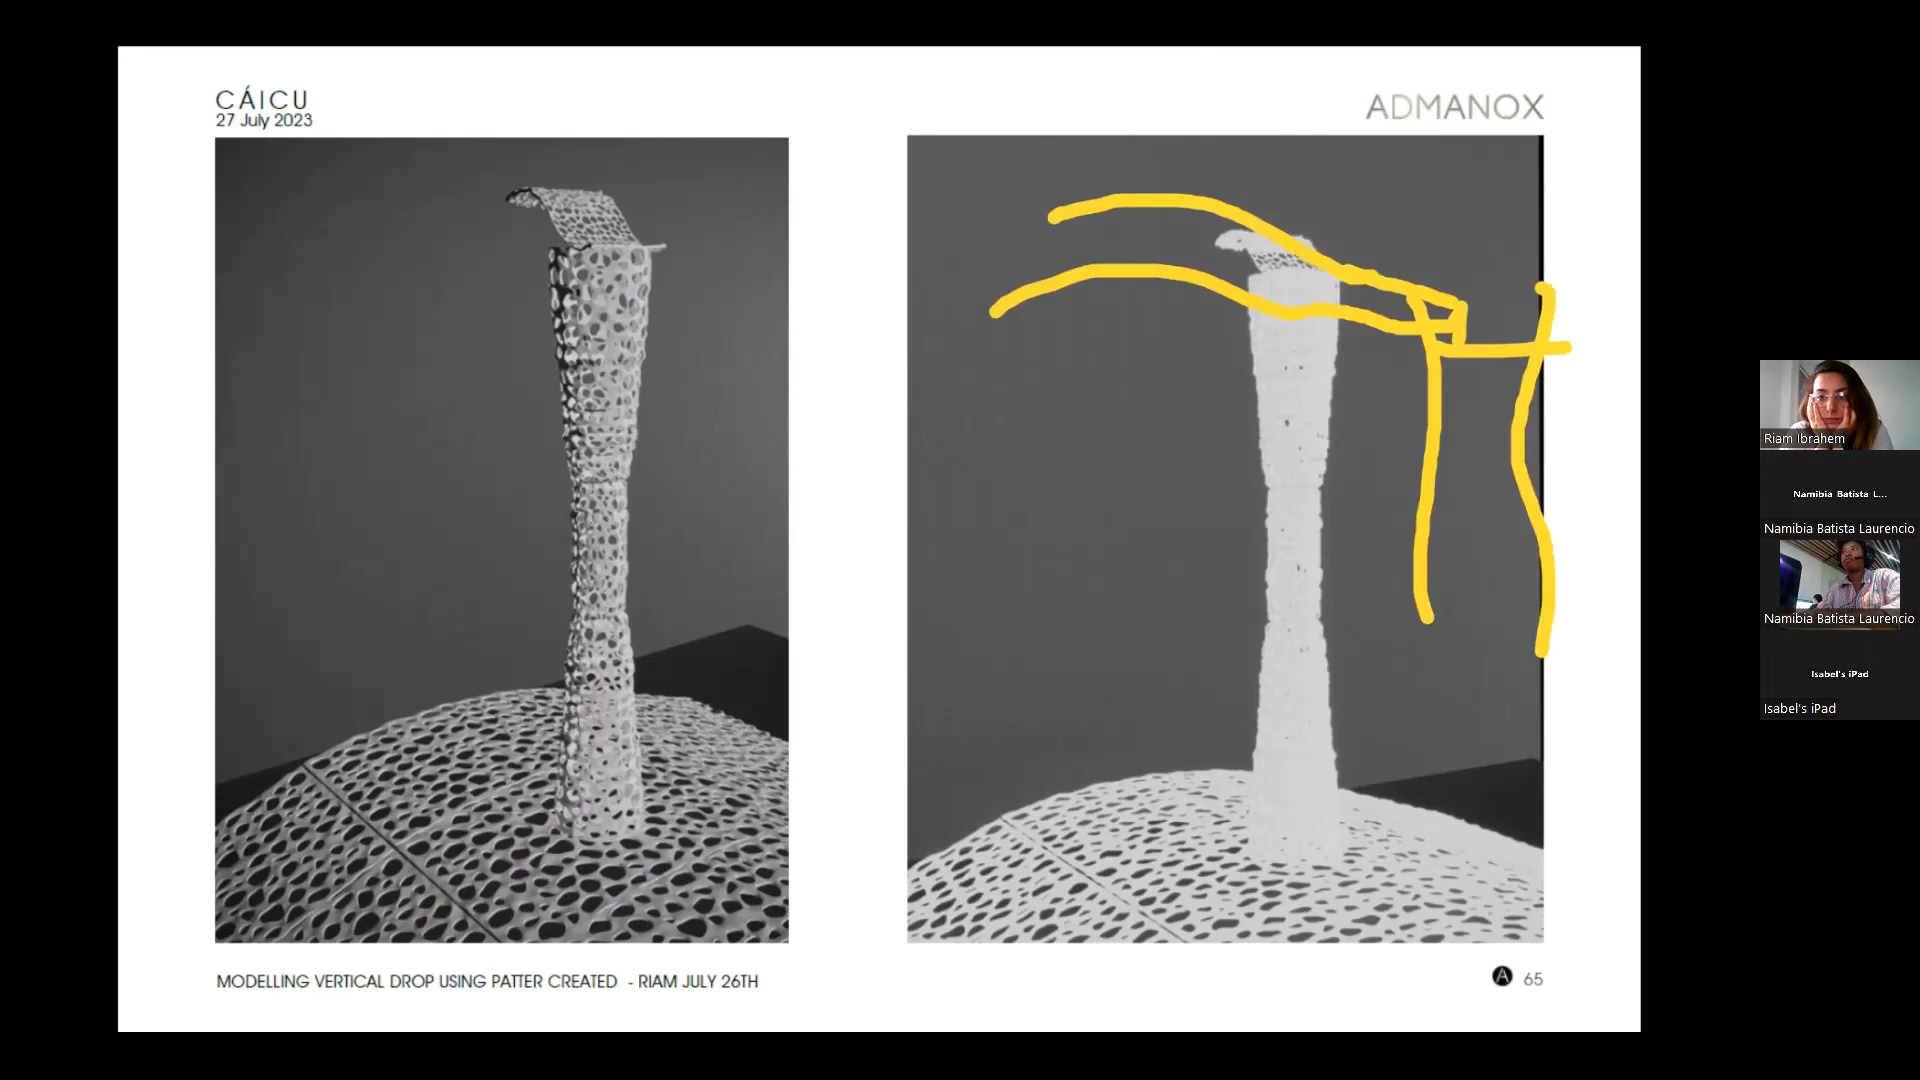 CÁICU
27 July 2023
ADMANOX
MODELLING VERTICAL DROP USING PATTER CREATED - RIAM JULY 26TH
A 65
Riam Ibrahem
Namibia Batista L...
Namibia Batista Laurencio
Namibia Batista Laurencio
Isabel's iPad
Isabel's iPad